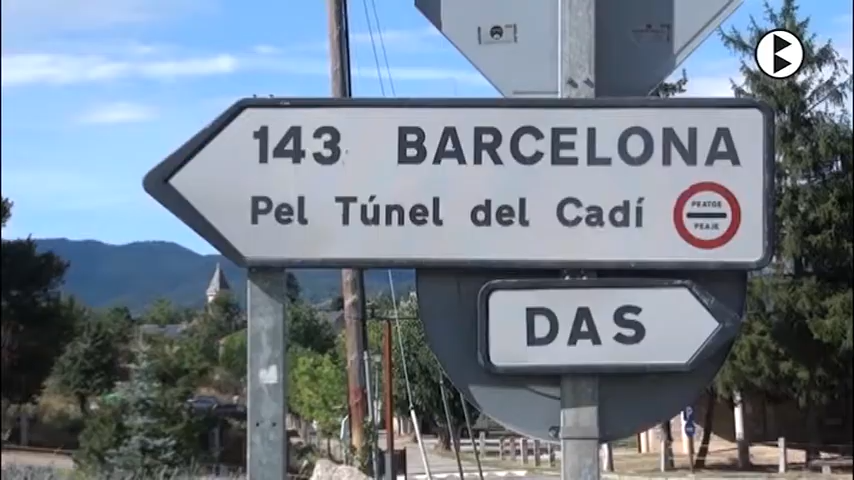 143 BARCELONA
Pel Túnel del Cadí
PEATGE
PEAJE
DAS